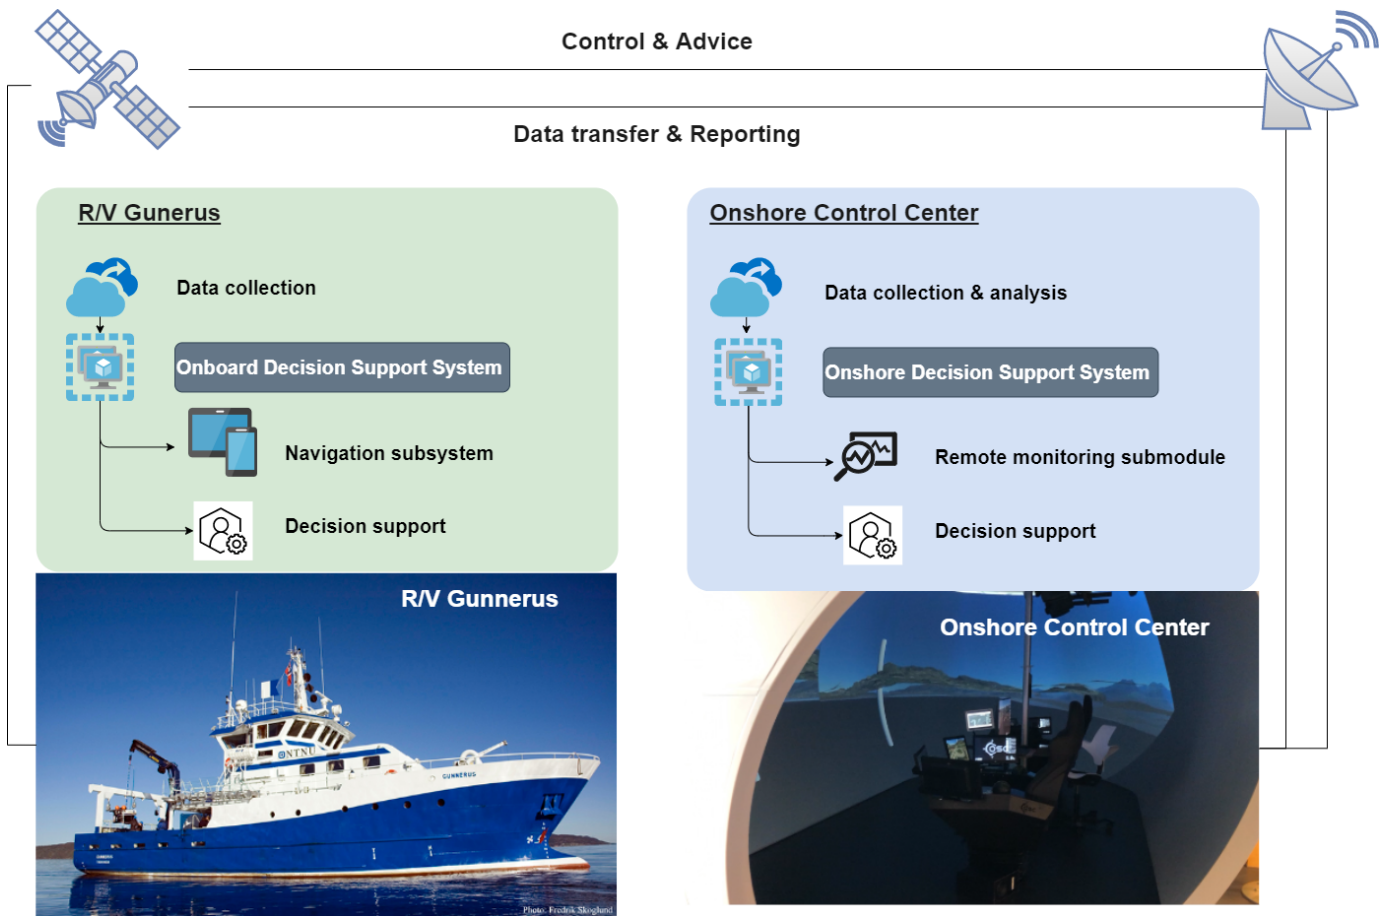 Control & Advice
Data transfer & Reporting
R/V Gunerus
Data collection
Onboard Decision Support System
Navigation subsystem
Decision support
R/V Gunnerus
NTNU
GUNNERUS
Photo: Fredrik Skoglund
Onshore Control Center
Data collection & analysis
Onshore Decision Support System
Remote monitoring submodule
Decision support
Onshore Control Center